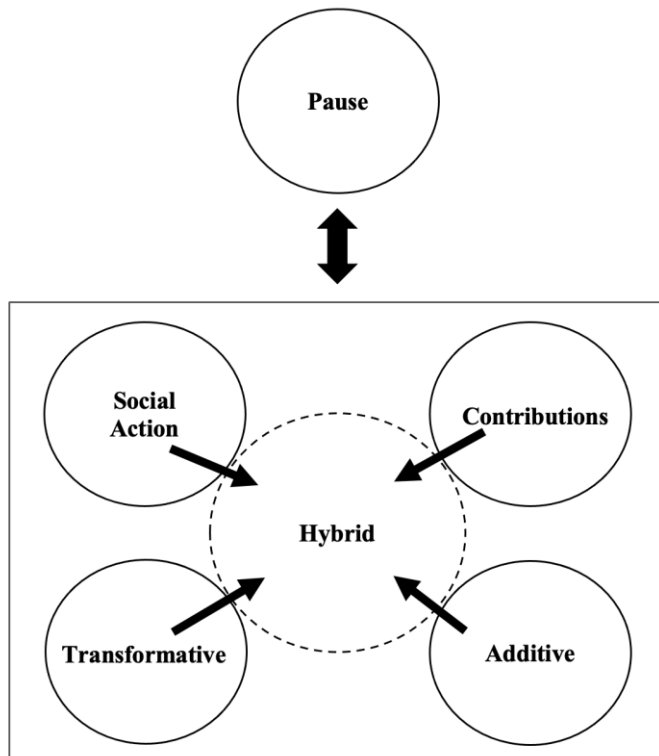 Pause
Social
Action
Contributions
Hybrid
Transformative
Additive